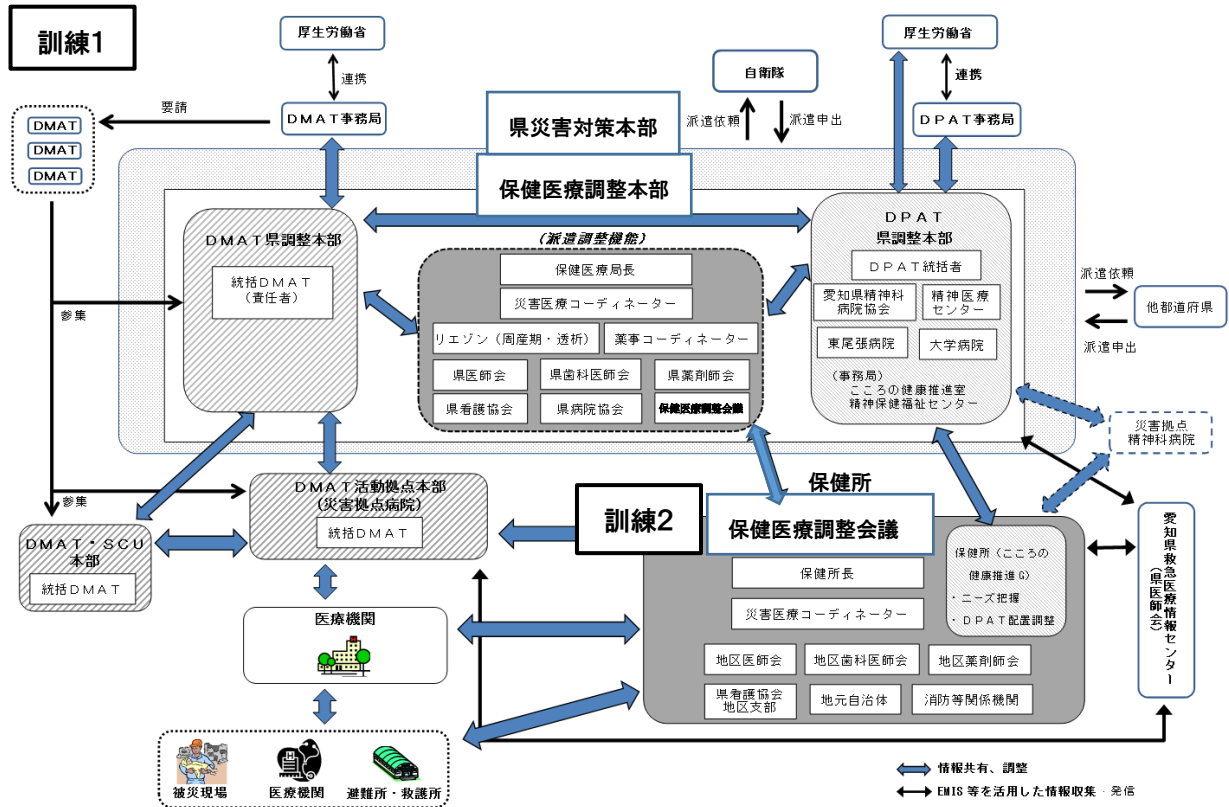 訓練1
厚生労働省
連携
DMAT事務局
要請
DMAT
DMAT
DMAT
自衛隊
派遣依頼
派遣申出
厚生労働省
連携
DPAT事務局
県災害対策本部
保健医療調整本部
DMAT県調整本部
統括DMAT
(責任者)
(派遣調整機能)
保健医療局長
災害医療コーディネーター
リエゾン(周産期・透析)
薬事コーディネーター
県医師会
県歯科医師会
県薬剤師会
県看護協会
県病院協会
保健医療調整会議
DPAT
県調整本部
DPAT統括者
愛知県精神科
病院協会
精神医療
センター
東尾張病院
大学病院
(事務局)
こころの健康推進室
精神保健福祉センター
派遣依頼
他都道府県
派遣申出
参集
災害拠点
精神科病院
参集
DMAT活動拠点本部
(災害拠点病院)
統括DMAT
DMAT・SCU
本部
統括DMAT
訓練2
保健所
保健医療調整会議
保健所長
災害医療コーディネーター
地区医師会
地区歯科医師会
地区薬剤師会
県看護協会
地区支部
地元自治体
消防等関係機関
保健所(こころの
健康推進G)
・ニーズ把握
・DPAT配置調整
愛知県救急医療情報センター
(県医師会)
医療機関
被災現場
医療機関
避難所・救護所
情報共有、調整
EMIS等を活用した情報収集・発信